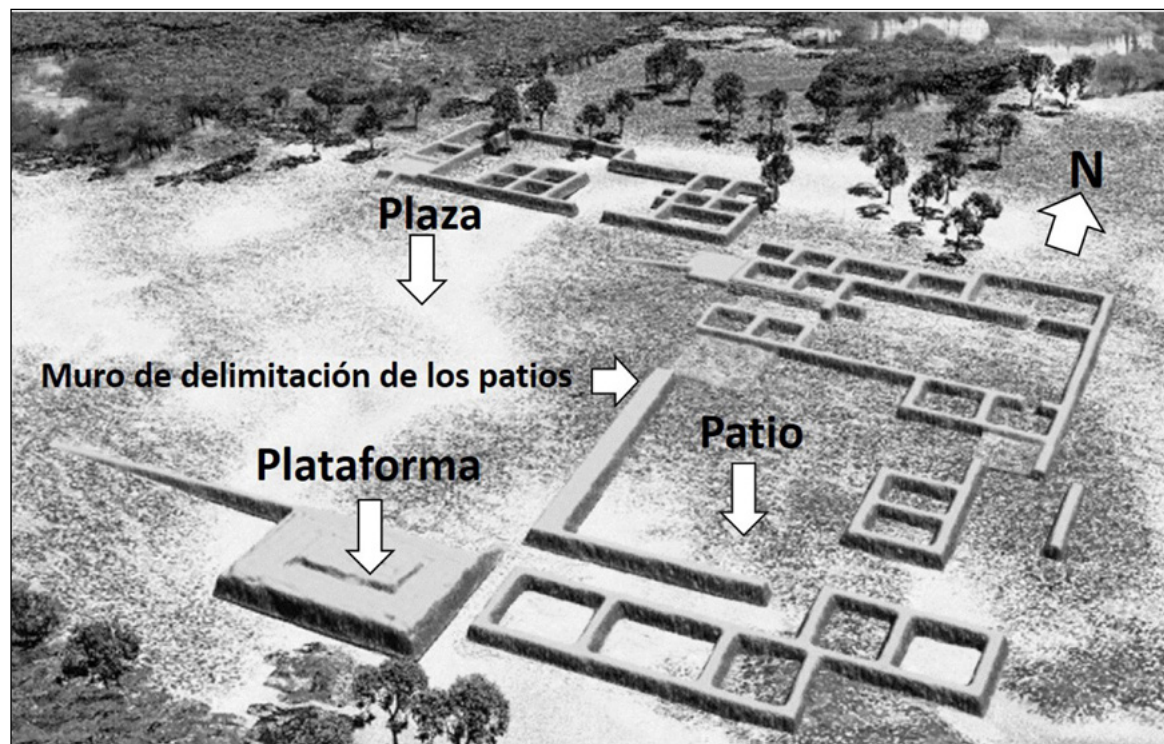 N
Plaza
Muro de delimitación de los patios
Patio
Plataforma